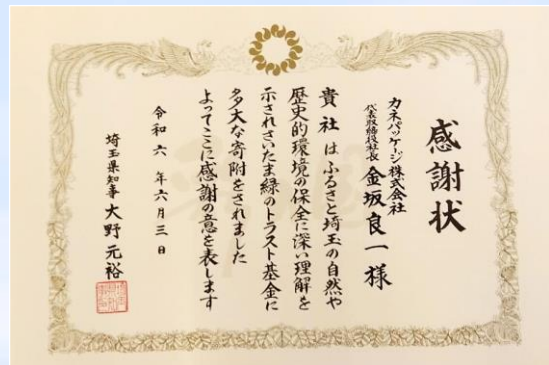 感謝状
カネパッケージ株式会社
代表取締役社長 金坂良一 様
貴社はふるさと埼玉の自然や
歴史的環境の保全に深い理解を
示されさいたま緑のトラスト基金に
多大な寄附をされました
よってここに感謝の意を表します
令和六年六月三日
埼玉県知事 大野元裕